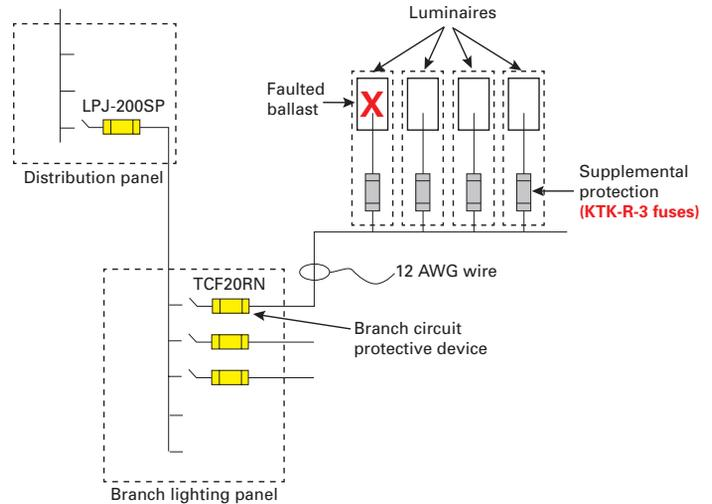 Luminaires
Faulted
ballast
X
LPJ-200SP
Distribution panel
Supplemental
protection
(KTK-R-3 fuses)
12 AWG wire
TCF20RN
Branch circuit
protective device
Branch lighting panel